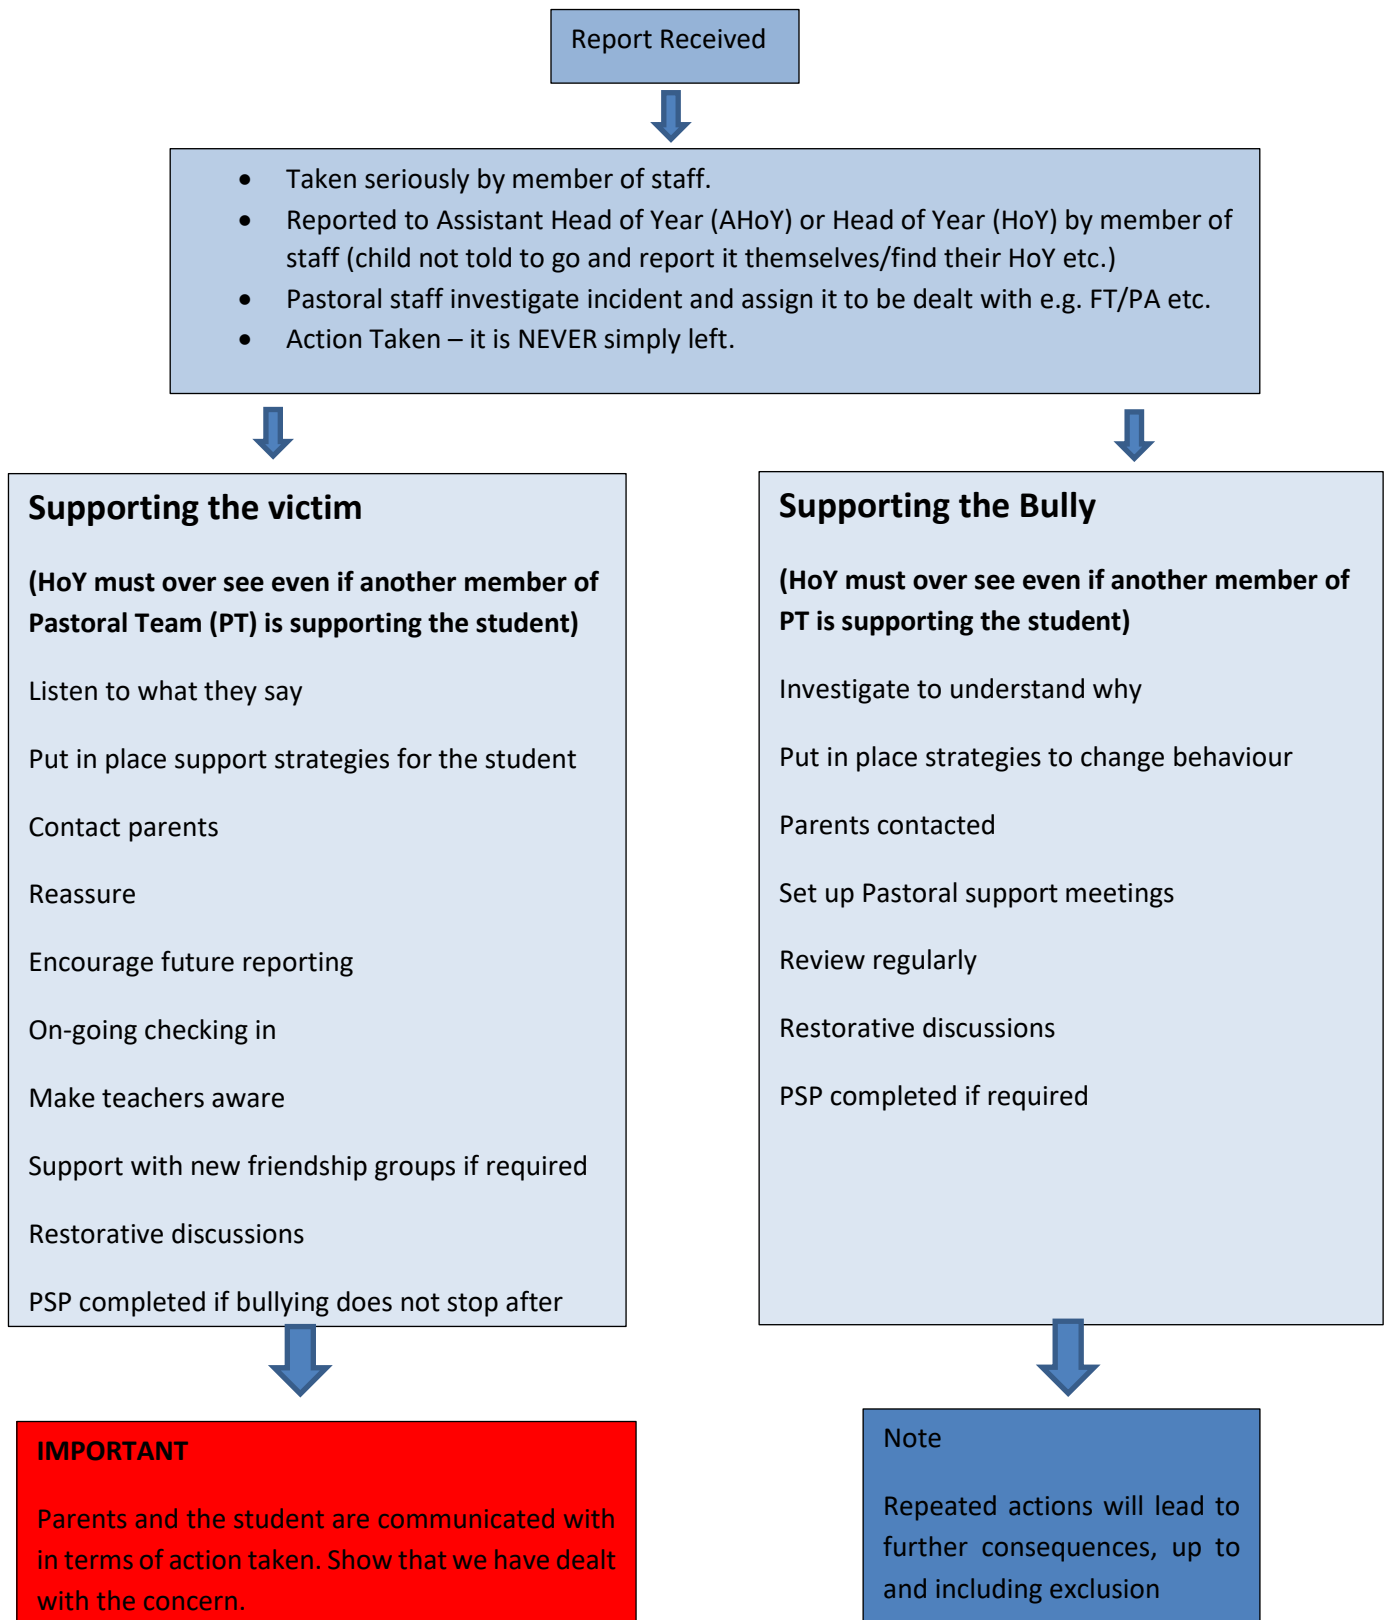 Report Received
• Taken seriously by member of staff.
• Reported to Assistant Head of Year (AHoY) or Head of Year (HoY) by member of
staff (child not told to go and report it themselves/find their HoY etc.)
• Pastoral staff investigate incident and assign it to be dealt with e.g. FT/PA etc.
• Action Taken – it is NEVER simply left.
Supporting the victim
(HoY must over see even if another member of
Pastoral Team (PT) is supporting the student)
Listen to what they say
Put in place support strategies for the student
Contact parents
Reassure
Encourage future reporting
On-going checking in
Make teachers aware
Support with new friendship groups if required
Restorative discussions
PSP completed if bullying does not stop after
Supporting the Bully
(HoY must over see even if another member of
PT is supporting the student)
Investigate to understand why
Put in place strategies to change behaviour
Parents contacted
Set up Pastoral support meetings
Review regularly
Restorative discussions
PSP completed if required
IMPORTANT
Parents and the student are communicated with
in terms of action taken. Show that we have dealt
with the concern.
Note
Repeated actions will lead to
further consequences, up to
and including exclusion